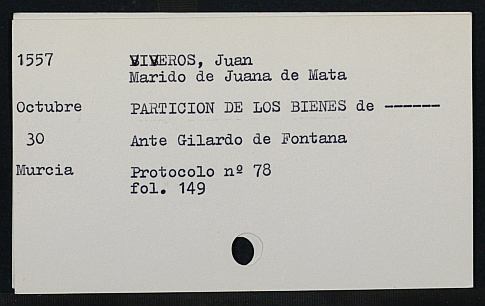 1557 VIVEROS, Juan
Marido de Juana de Mata
Octubre PARTICION DE LOS BIENES de ------
30 Ante Gilardo de Fontana
Murcia Protocolo nº 78
fol. 149